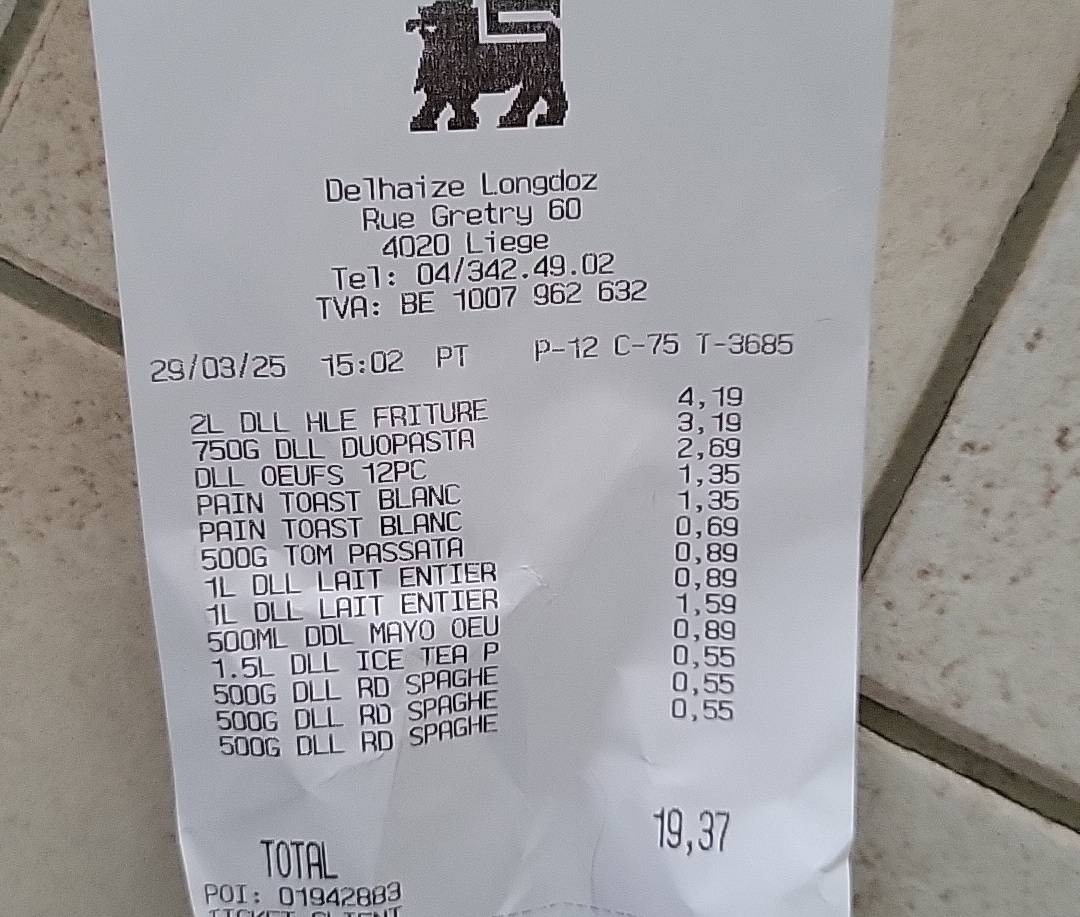 Delhaize Longdoz
Rue Gretry 60
4020 Liege
Tel: 04/342.49.02
TVA: BE 1007 962 632
29/03/25 15:02 PT P-12 C-75 T-3685
2L DLL HLE FRITURE 4,19
750G DLL DUOPASTA 3,19
DLL OEUFS 12PC 2,69
PAIN TOAST BLANC 1,35
PAIN TOAST BLANC 1,35
500G TOM PASSATA 0,69
1L DLL LAIT ENTIER 0,89
1L DLL LAIT ENTIER 0,89
500ML DDL MAYO OEU 1,59
1.5L DLL ICE TEA P 0,89
500G DLL RD SPAGHE 0,55
500G DLL RD SPAGHE 0,55
500G DLL RD SPAGHE 0,55
TOTAL 19,37
POI: 01942883
TICKET CLIENT